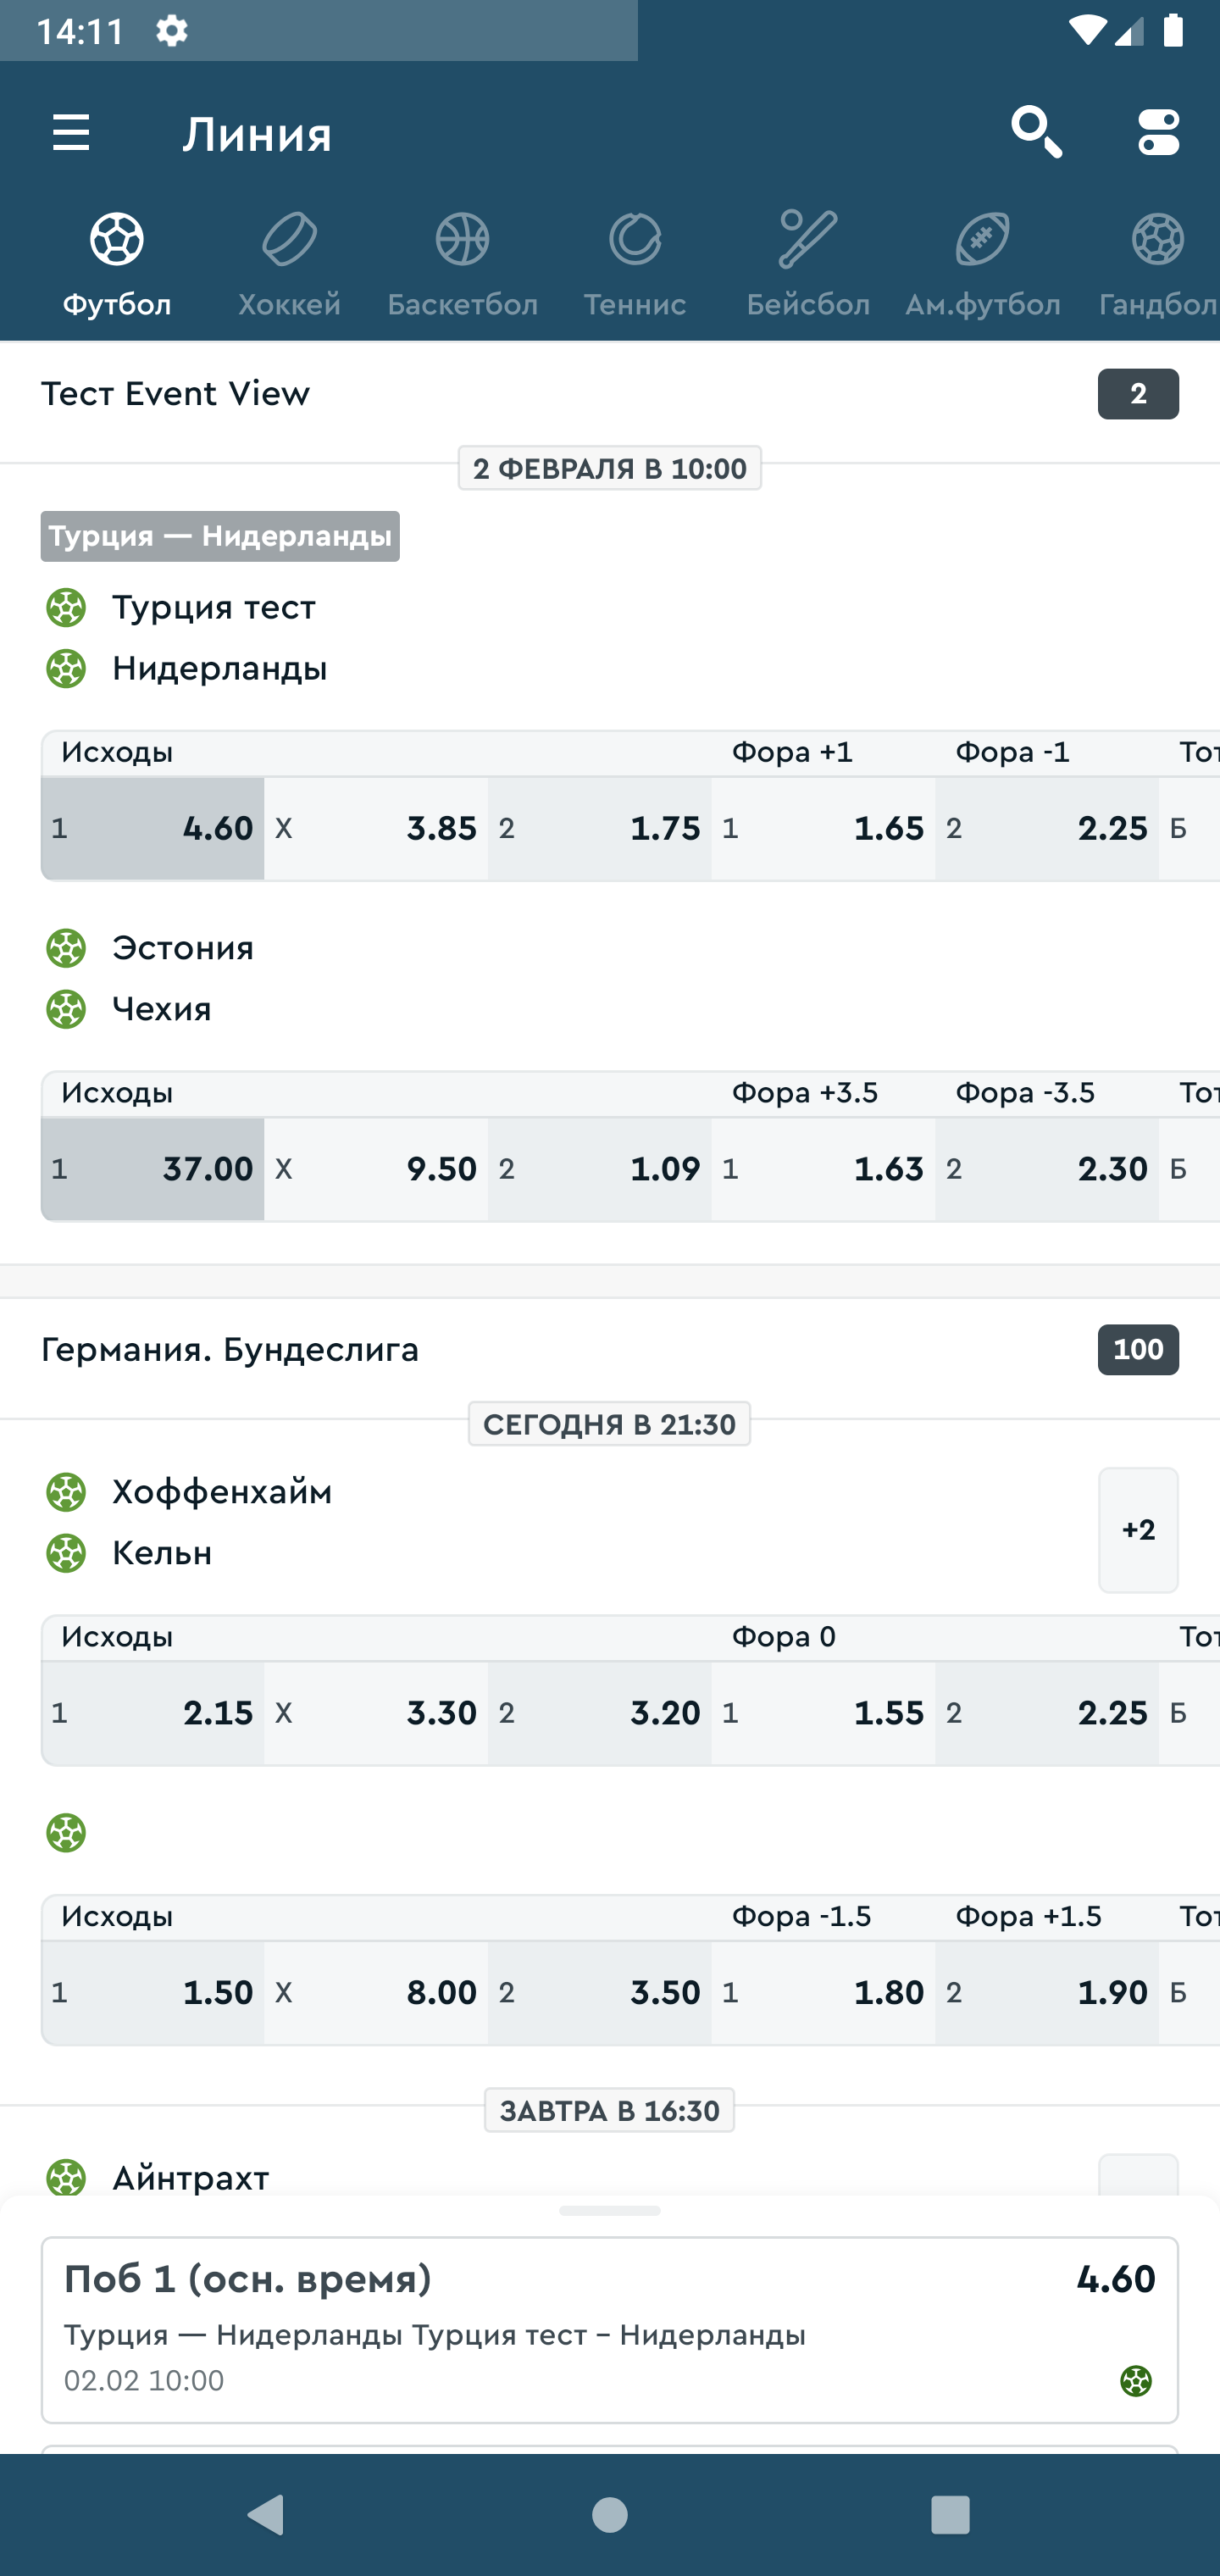 14:11
Линия
Футбол Хоккей Баскетбол Теннис Бейсбол Ам.футбол Гандбол
Тест Event View 2
2 ФЕВРАЛЯ В 10:00
Турция — Нидерланды
Турция тест
Нидерланды
Исходы Фора +1 Фора -1 Тот
1 4.60 X 3.85 2 1.75 1 1.65 2 2.25 Б
Эстония
Чехия
Исходы Фора +3.5 Фора -3.5 Тот
1 37.00 X 9.50 2 1.09 1 1.63 2 2.30 Б
Германия. Бундеслига 100
СЕГОДНЯ В 21:30
Хоффенхайм
+2
Кельн
Исходы Фора 0 Тот
1 2.15 X 3.30 2 3.20 1 1.55 2 2.25 Б
Исходы Фора -1.5 Фора +1.5 Тот
1 1.50 X 8.00 2 3.50 1 1.80 2 1.90 Б
ЗАВТРА В 16:30
Айнтрахт
Поб 1 (осн. время) 4.60
Турция — Нидерланды Турция тест – Нидерланды
02.02 10:00